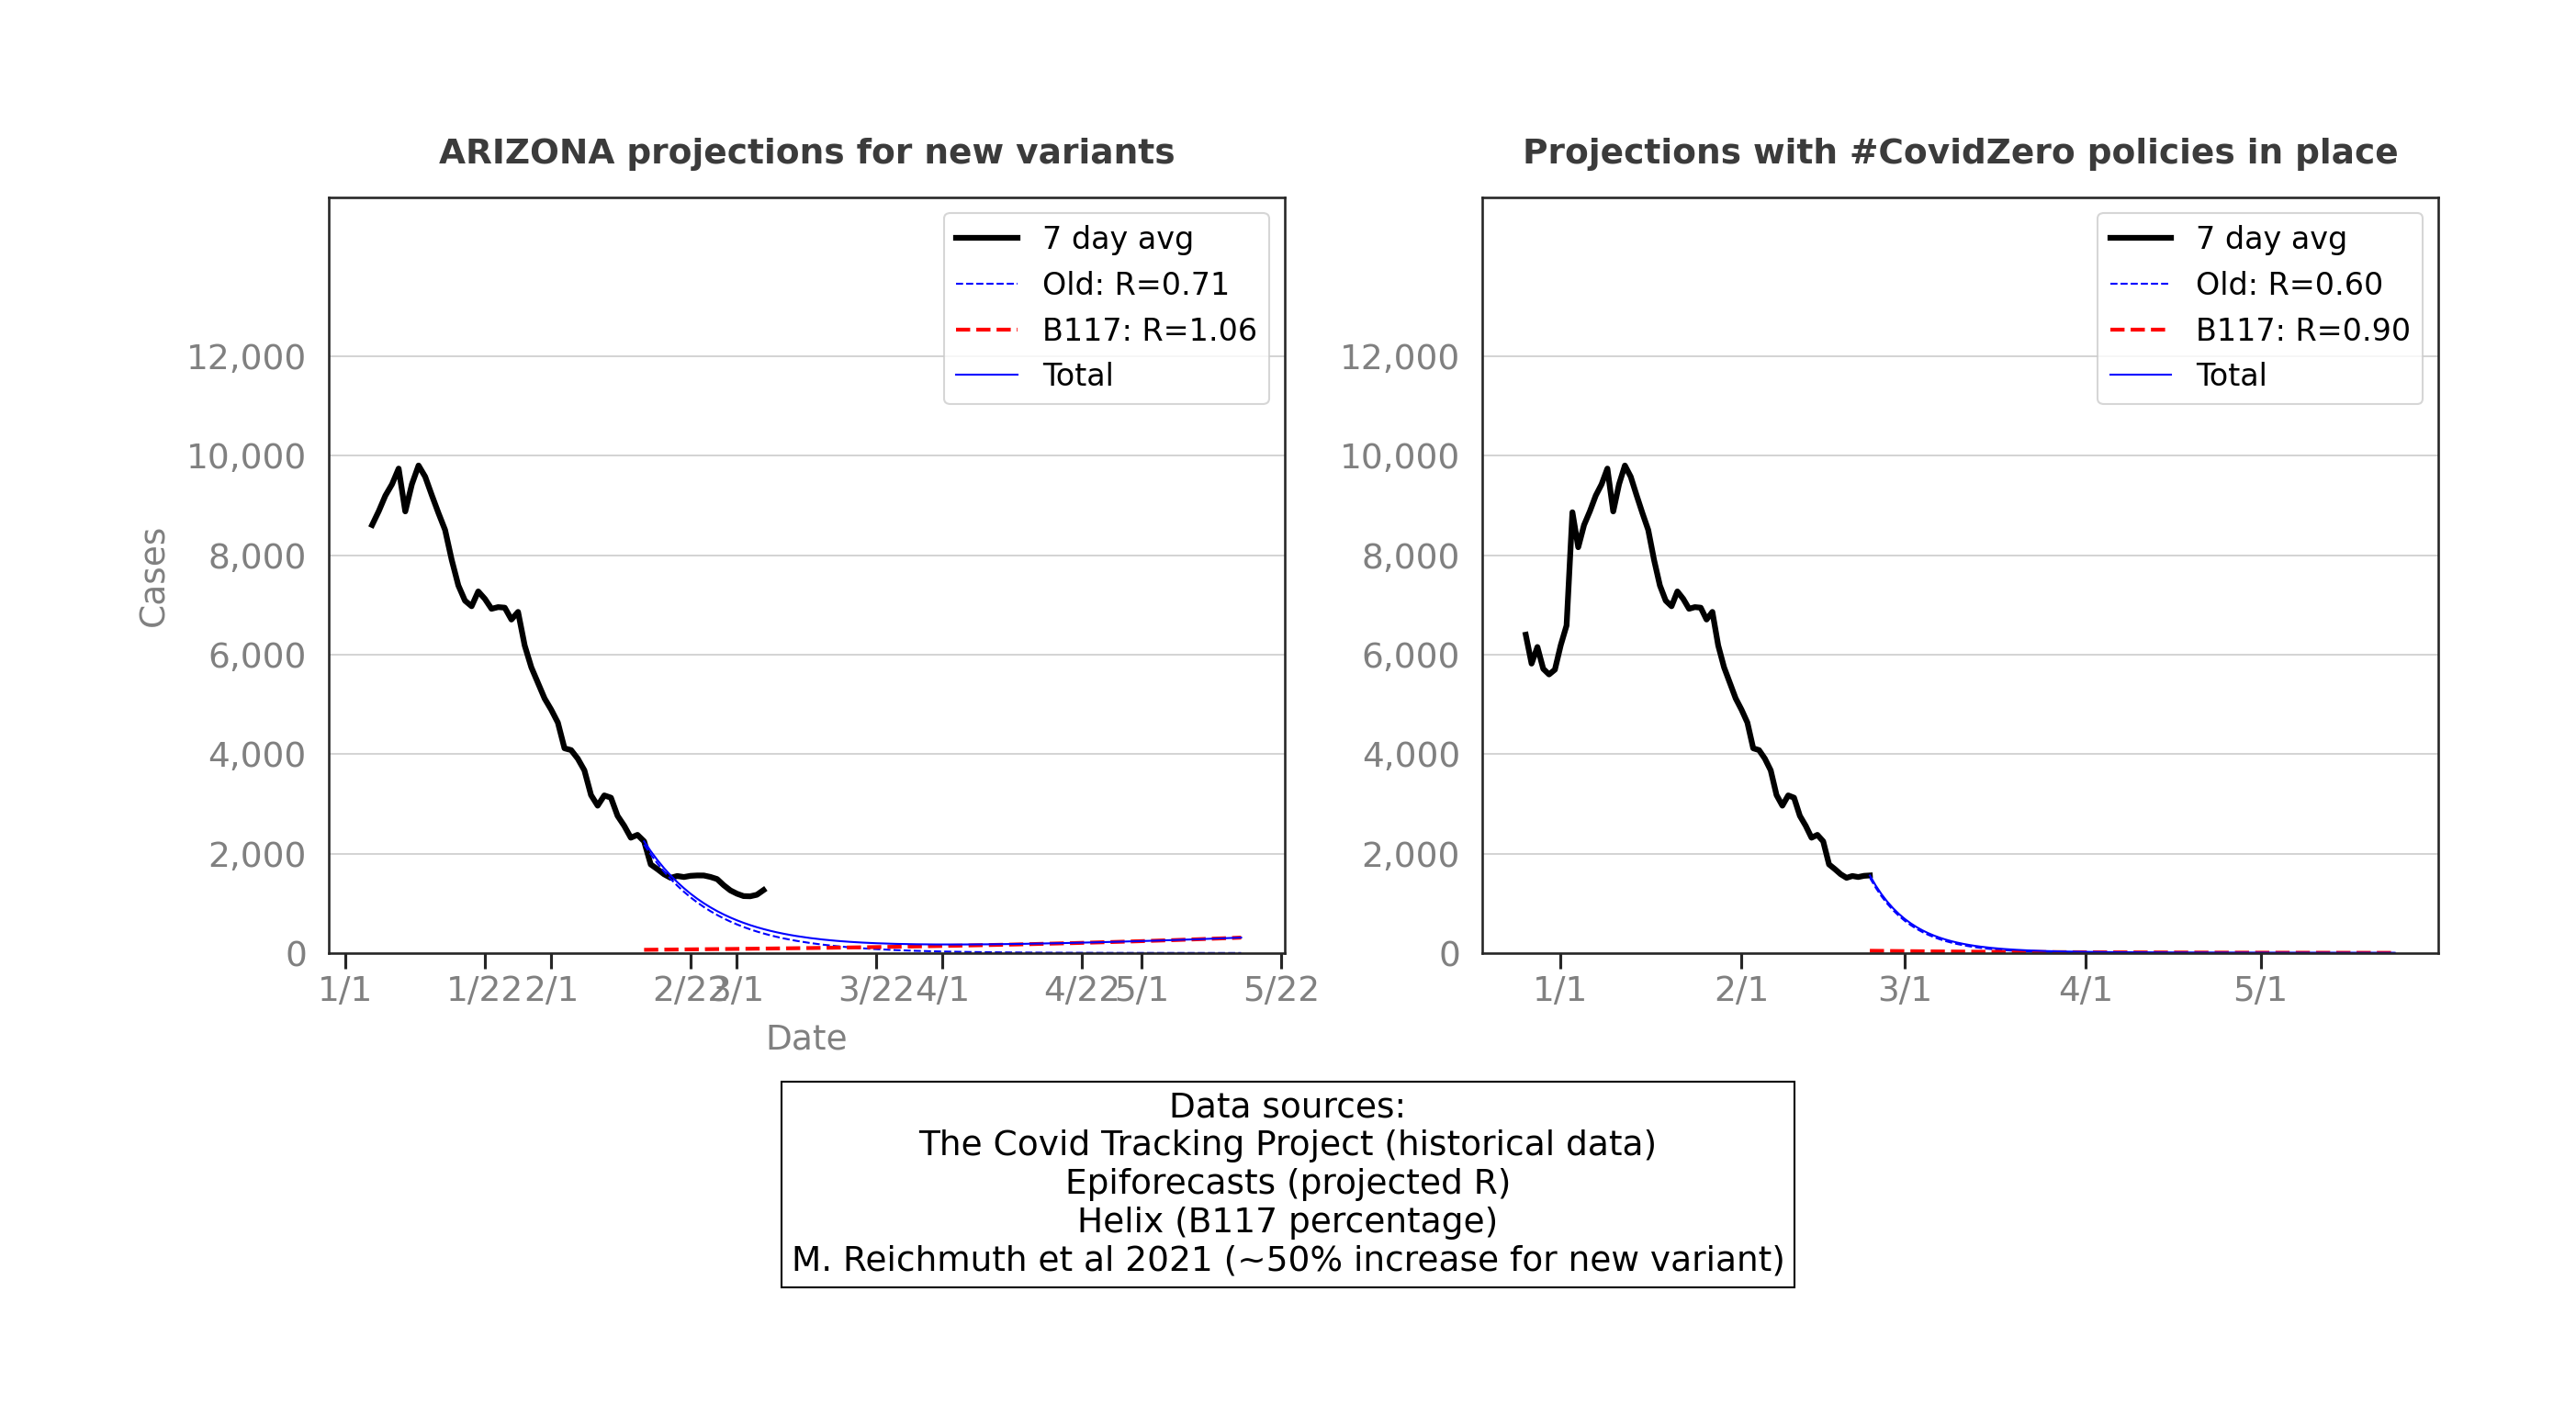 ARIZONA projections for new variants
7 day avg
Old: R=0.71
B117: R=1.06
Total
12,000
10,000
8,000
6,000
4,000
2,000
0
Cases
1/1
1/22
2/1
2/22
3/1
3/22
4/1
4/22
5/1
5/22
Date
Projections with #CovidZero policies in place
7 day avg
Old: R=0.60
B117: R=0.90
Total
12,000
10,000
8,000
6,000
4,000
2,000
0
1/1
2/1
3/1
4/1
5/1
Data sources:
The Covid Tracking Project (historical data)
Epiforecasts (projected R)
Helix (B117 percentage)
M. Reichmuth et al 2021 (~50% increase for new variant)